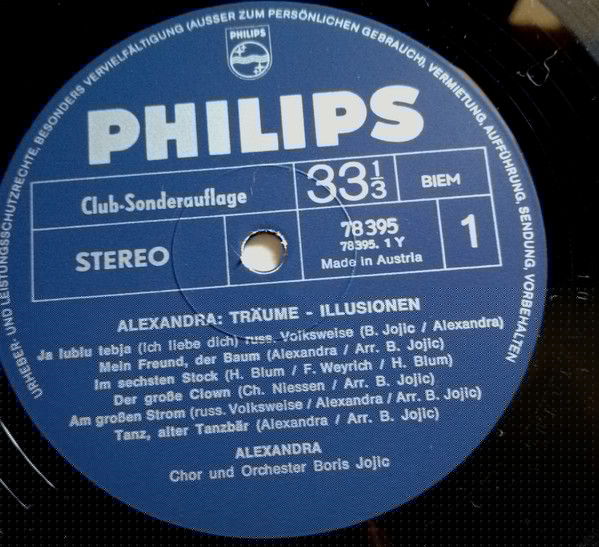 URHEBER- UND LEISTUNGSSCHUTZRECHTE, BESONDERS VERVIELFÄLTIGUNG (AUSSER ZUM PERSÖNLICHEN GEBRAUCH), VERMIETUNG, AUFFÜHRUNG, SENDUNG, VORBEHALTEN
PHILIPS
PHILIPS
Club-Sonderauflage
33 1/3
BIEM
STEREO
78 395
78 395. 1 Y
Made in Austria
1
ALEXANDRA: TRÄUME - ILLUSIONEN
Ja lublu tebja (Ich liebe dich) russ. Volksweise (B. Jojic / Alexandra)
Mein Freund, der Baum (Alexandra / Arr. B. Jojic)
Im sechsten Stock (H. Blum / F. Weyrich / H. Blum)
Der große Clown (Ch. Niessen / Arr. B. Jojic)
Am großen Strom (russ. Volksweise / Alexandra / Arr. B. Jojic)
Tanz, alter Tanzbär (Alexandra / Arr. B. Jojic)
ALEXANDRA
Chor und Orchester Boris Jojic